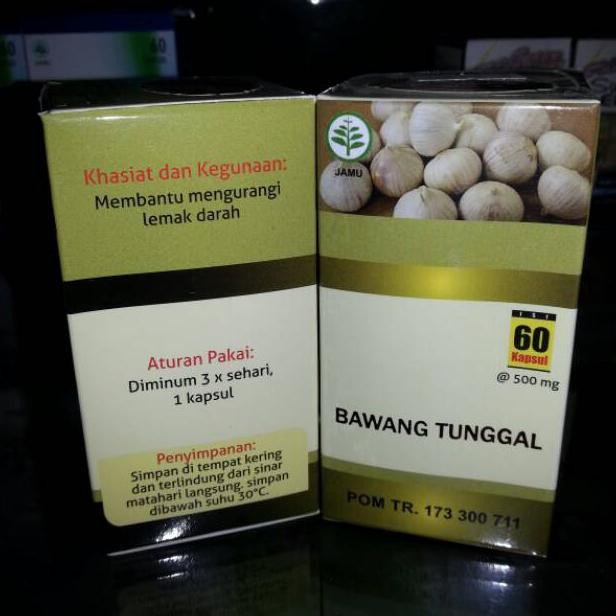 60
Khasiat dan Kegunaan:
Membantu mengurangi
lemak darah
Aturan Pakai:
Diminum 3 x sehari,
1 kapsul
Penyimpanan:
Simpan di tempat kering
dan terlindung dari sinar
matahari langsung. simpan
dibawah suhu 30°C.
JAMU
ISI
60
Kapsul
@ 500 mg
BAWANG TUNGGAL
POM TR. 173 300 711